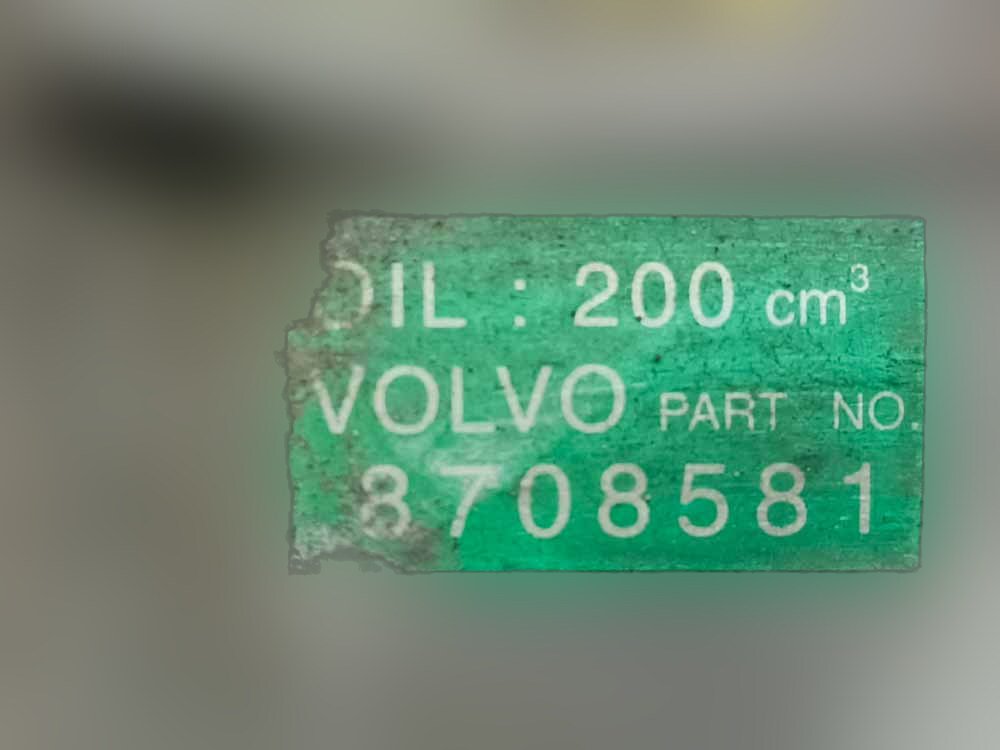 OIL : 200 cm³
VOLVO PART NO.
8708581